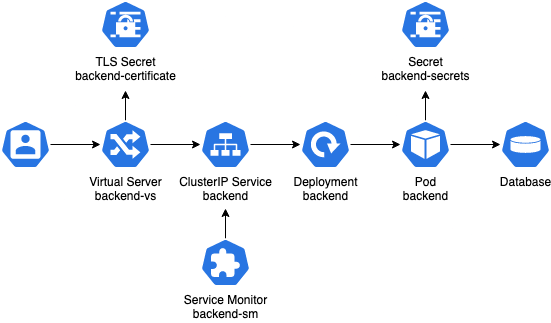 TLS Secret
backend-certificate
Secret
backend-secrets
Virtual Server
backend-vs
ClusterIP Service
backend
Deployment
backend
Pod
backend
Database
Service Monitor
backend-sm